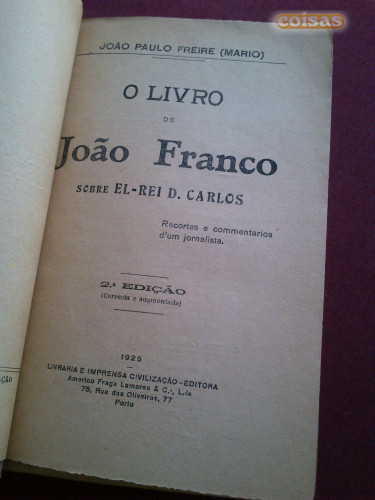 coisas
JOÃO PAULO FREIRE (MARIO)
O LIVRO
DE
João Franco
SOBRE EL-REI D. CARLOS
Recortes e commentarios
d'um jornalista.
2.ª EDIÇÃO
(Correcta e augmentada)
1925
LIVRARIA E IMPRENSA CIVILIZAÇÃO-EDITORA
Americo Fraga Lamares & C.ª, L.da
75, Rua das Oliveiras, 77
Porto